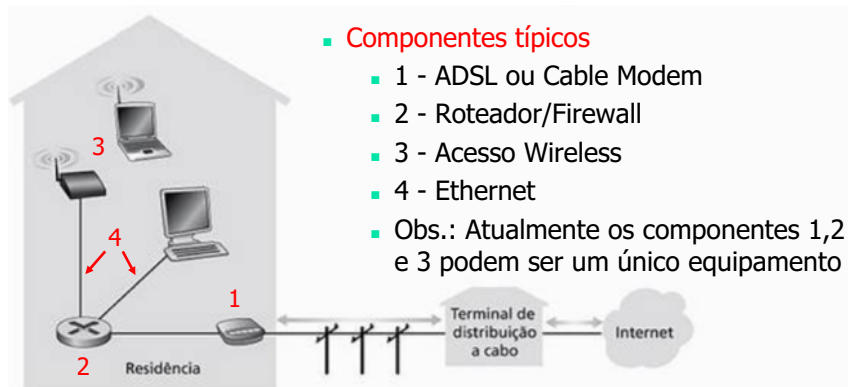 Componentes típicos
1 - ADSL ou Cable Modem
2 - Roteador/Firewall
3 - Acesso Wireless
4 - Ethernet
Obs.: Atualmente os componentes 1,2
e 3 podem ser um único equipamento
3
4
1
2
Residência
Terminal de
distribuição
a cabo
Internet